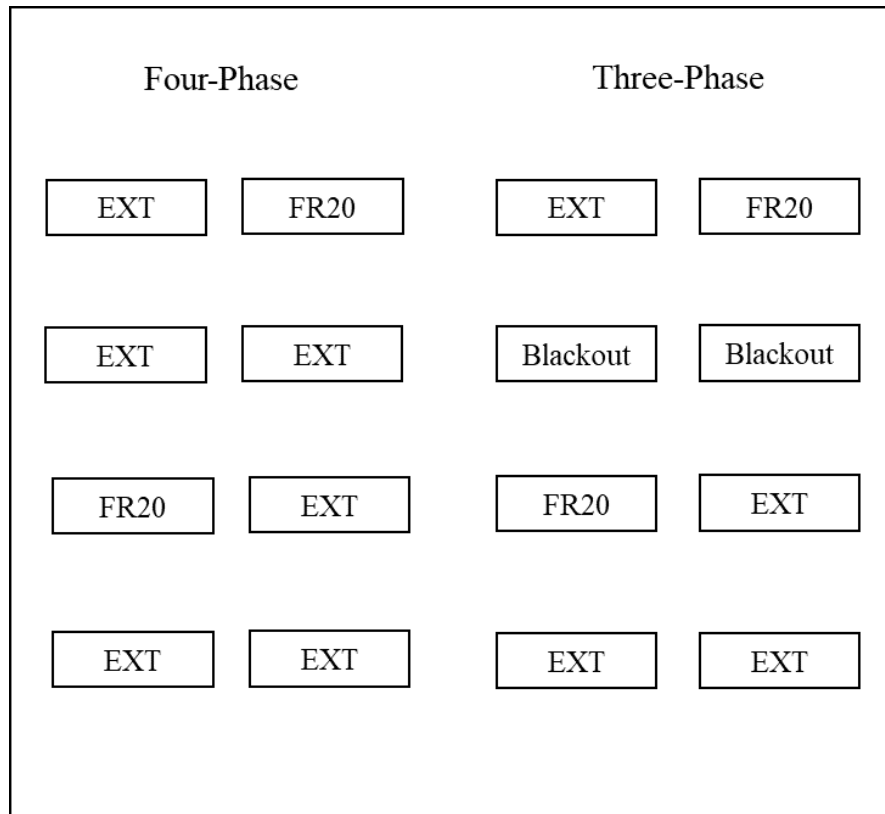 Four-Phase Three-Phase
EXT FR20 EXT FR20
EXT EXT Blackout Blackout
FR20 EXT FR20 EXT
EXT EXT EXT EXT